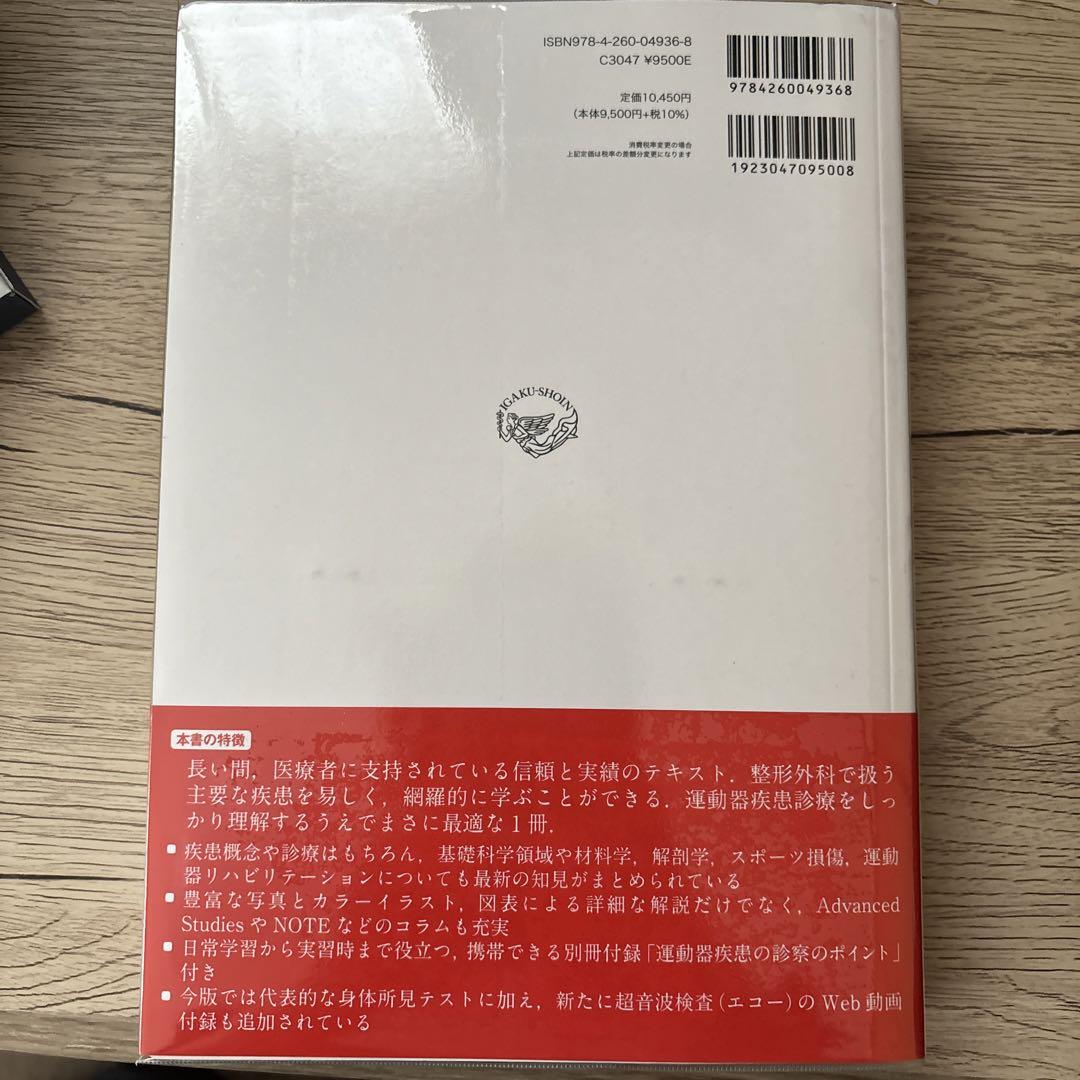 ISBN978-4-260-04936-8
C3047 ¥9500E
9784260049368
定価10,450円
(本体9,500円+税10%)
消費税率変更の場合
上記定価は税率の差額分変更になります
1923047095008
IGAKU-SHOIN
本書の特徴
長い間，医療者に支持されている信頼と実績のテキスト．整形外科で扱う
主要な疾患を易しく，網羅的に学ぶことができる．運動器疾患診療をしっ
かり理解するうえでまさに最適な1冊．
疾患概念や診療はもちろん，基礎科学領域や材料学，解剖学，スポーツ損傷，運動
器リハビリテーションについても最新の知見がまとめられている
豊富な写真とカラーイラスト，図表による詳細な解説だけでなく，Advanced
StudiesやNOTEなどのコラムも充実
日常学習から実習時まで役立つ，携帯できる別冊付録「運動器疾患の診察のポイント」
付き
今版では代表的な身体所見テストに加え，新たに超音波検査(エコー)のWeb動画
付録も追加されている